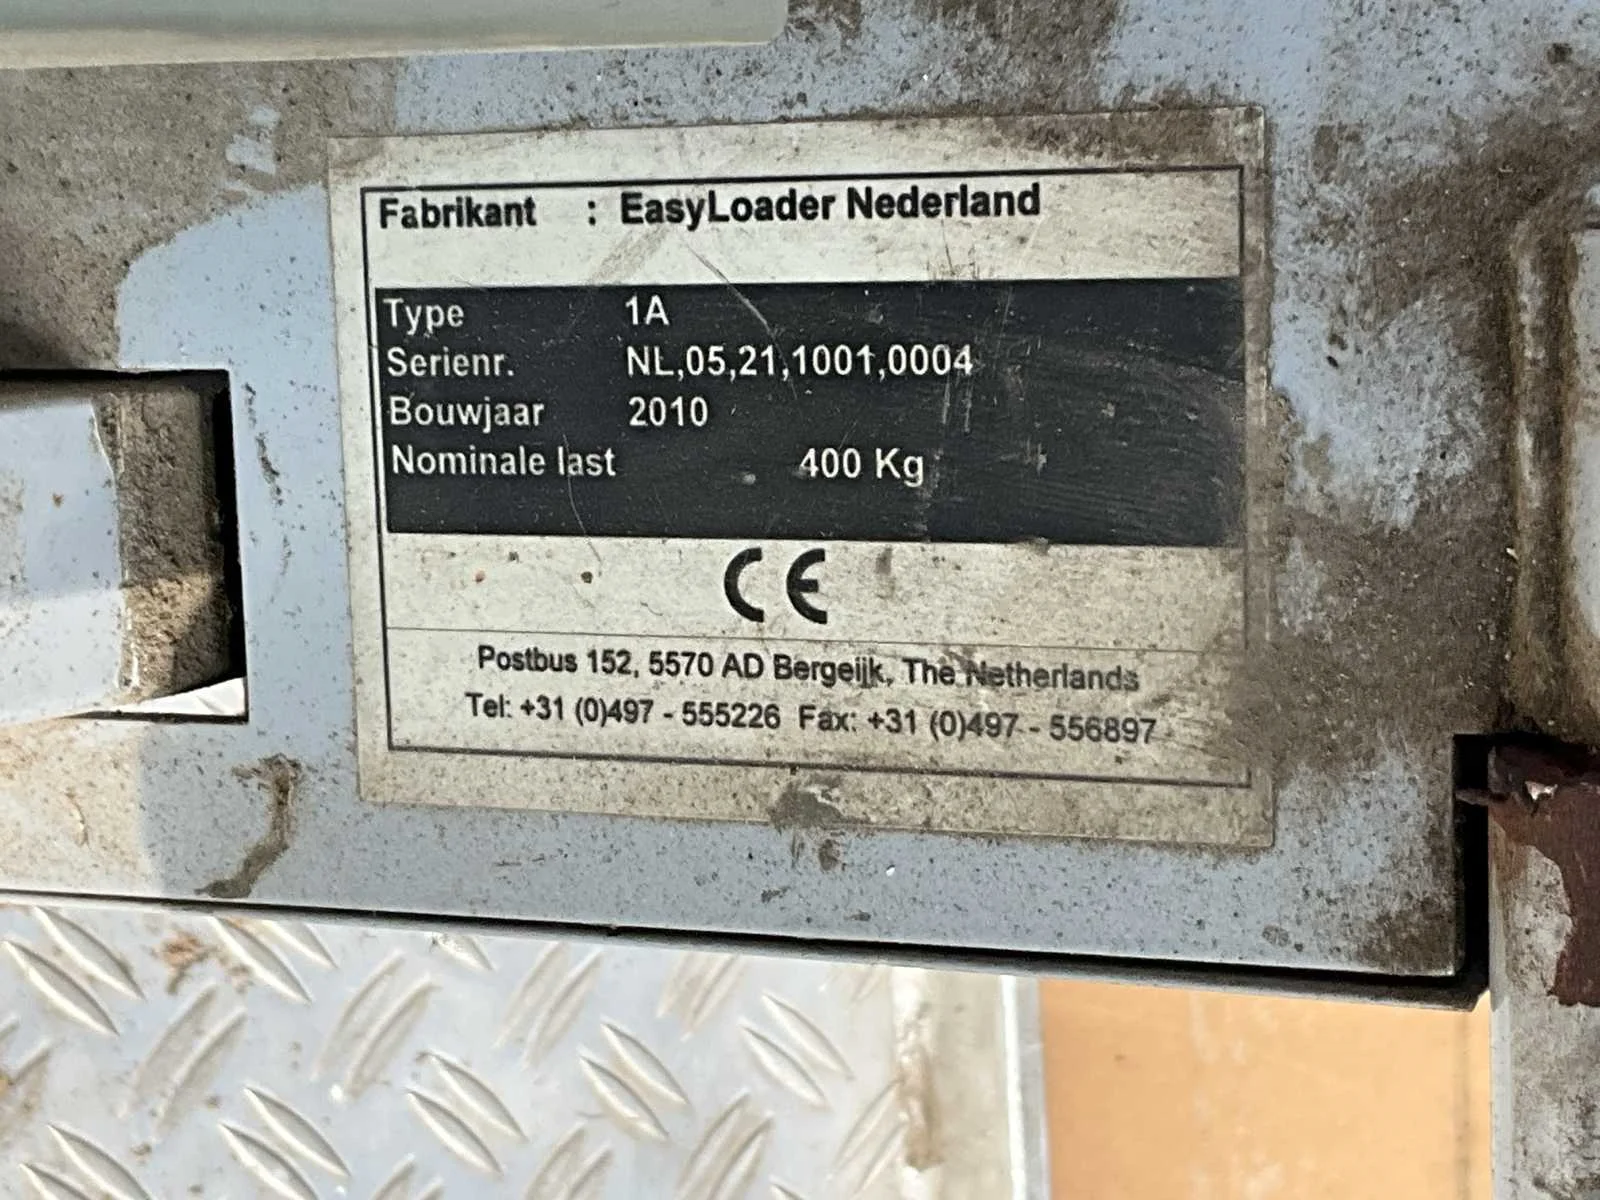 Fabrikant : EasyLoader Nederland
Type 1A
Serienr. NL,05,21,1001,0004
Bouwjaar 2010
Nominale last 400 Kg
CE
Postbus 152, 5570 AD Bergeijk, The Netherlands
Tel: +31 (0)497 - 555226 Fax: +31 (0)497 - 556897